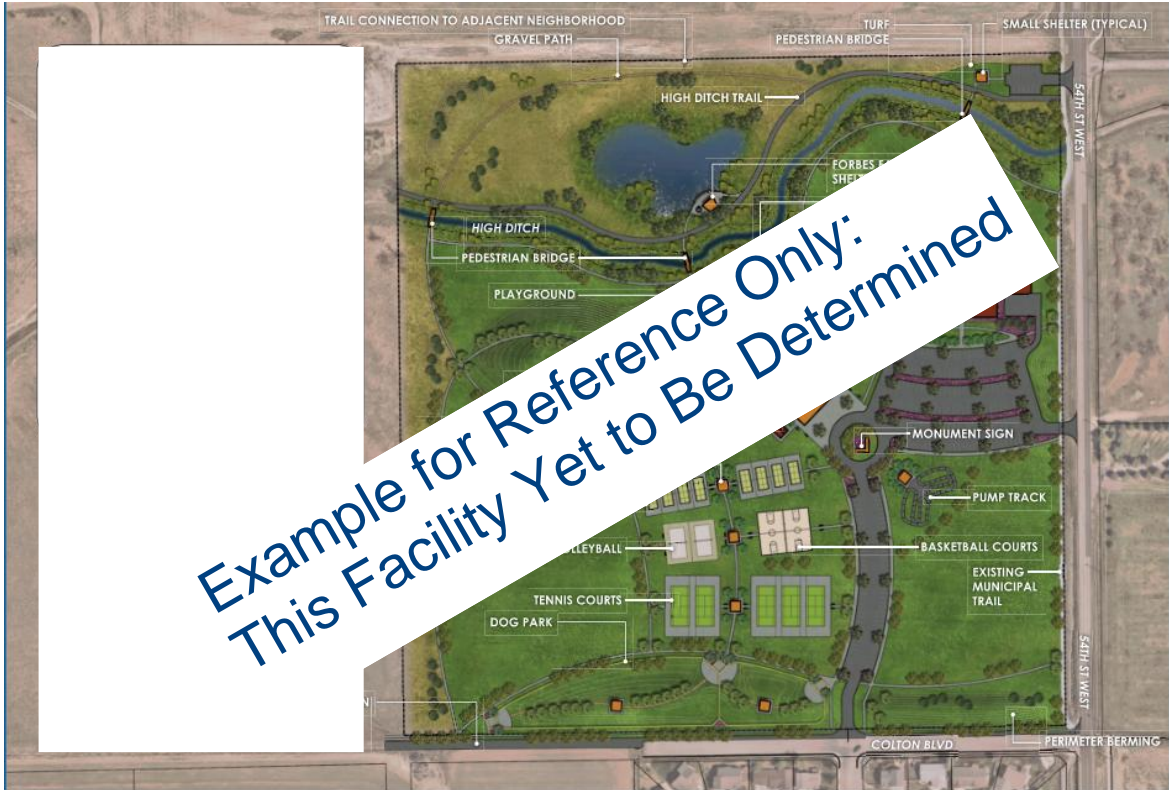 TRAIL CONNECTION TO ADJACENT NEIGHBORHOOD
GRAVEL PATH
TURF
PEDESTRIAN BRIDGE
SMALL SHELTER (TYPICAL)
HIGH DITCH TRAIL
54TH ST WEST
FORBES
HIGH DITCH
PEDESTRIAN BRIDGE
PLAYGROUND
Example for Reference Only:
This Facility Yet to Be Determined
MONUMENT SIGN
PUMP TRACK
BASKETBALL COURTS
EXISTING
MUNICIPAL
TRAIL
TENNIS COURTS
DOG PARK
54TH ST WEST
COLTON BLVD
PERIMETER BERMING